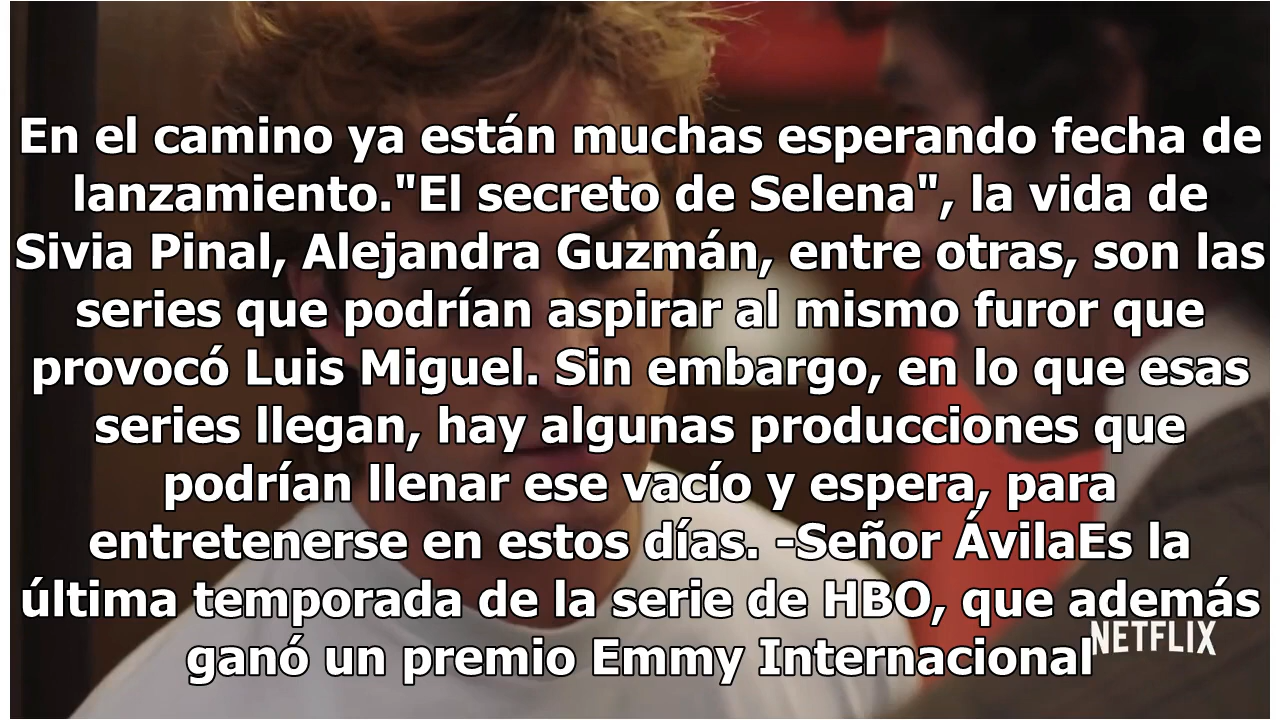 En el camino ya están muchas esperando fecha de
lanzamiento."El secreto de Selena", la vida de
Sivia Pinal, Alejandra Guzmán, entre otras, son las
series que podrían aspirar al mismo furor que
provocó Luis Miguel. Sin embargo, en lo que esas
series llegan, hay algunas producciones que
podrían llenar ese vacío y espera, para
entretenerse en estos días. -Señor ÁvilaEs la
última temporada de la serie de HBO, que además
ganó un premio Emmy Internacional
NETFLIX